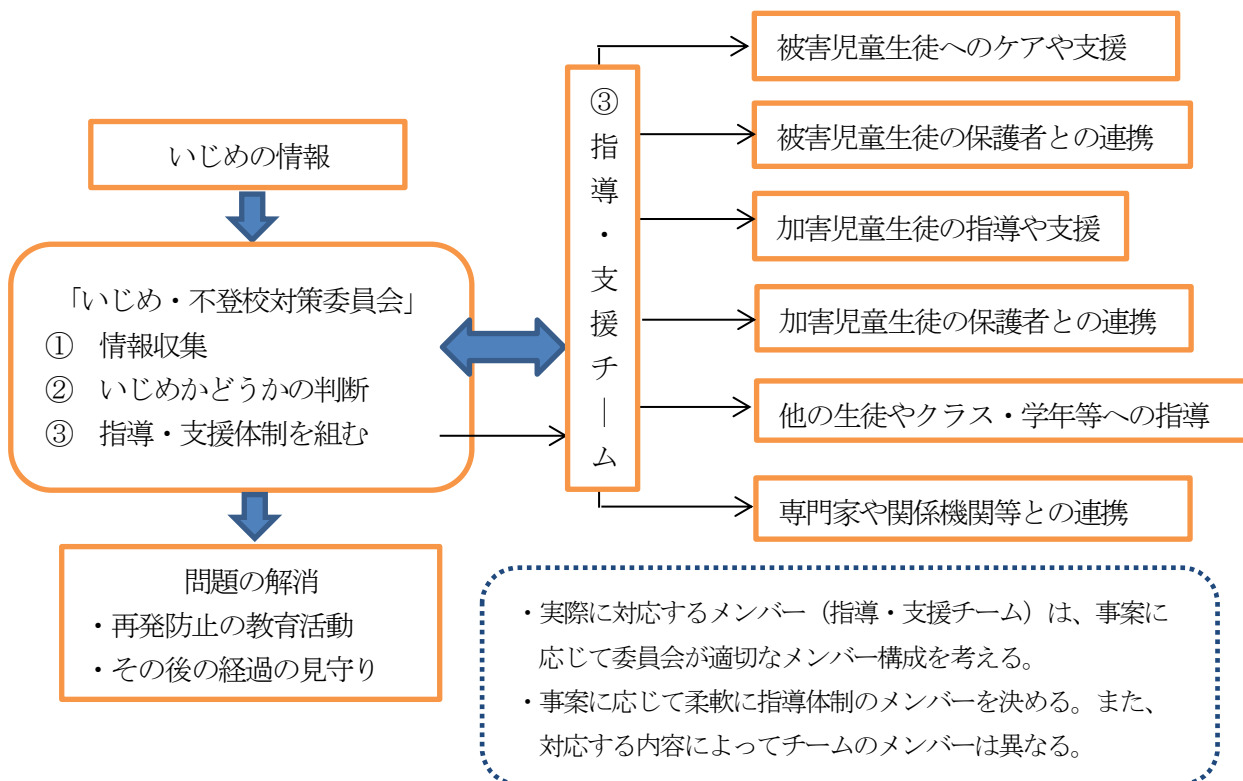 いじめの情報
「いじめ・不登校対策委員会」
① 情報収集
② いじめかどうかの判断
③ 指導・支援体制を組む
問題の解消
・再発防止の教育活動
・その後の経過の見守り
③指導・支援チーム
被害児童生徒へのケアや支援
被害児童生徒の保護者との連携
加害児童生徒の指導や支援
加害児童生徒の保護者との連携
他の生徒やクラス・学年等への指導
専門家や関係機関等との連携
・実際に対応するメンバー（指導・支援チーム）は、事案に
応じて委員会が適切なメンバー構成を考える。
・事案に応じて柔軟に指導体制のメンバーを決める。また、
対応する内容によってチームのメンバーは異なる。